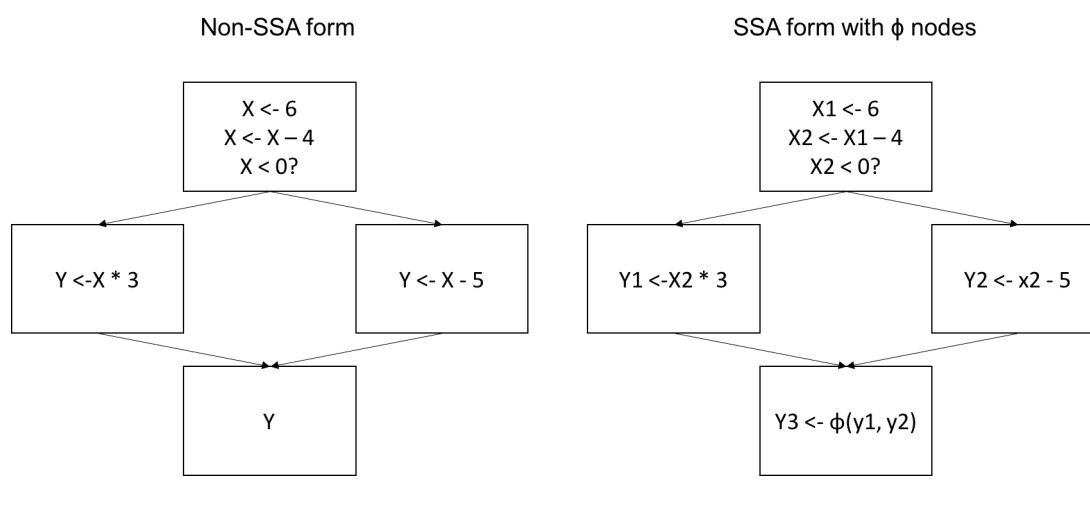 Non-SSA form
X <- 6
X <- X – 4
X < 0?
Y <-X * 3
Y <- X - 5
Y
SSA form with ϕ nodes
X1 <- 6
X2 <- X1 – 4
X2 < 0?
Y1 <-X2 * 3
Y2 <- x2 - 5
Y3 <- ϕ(y1, y2)